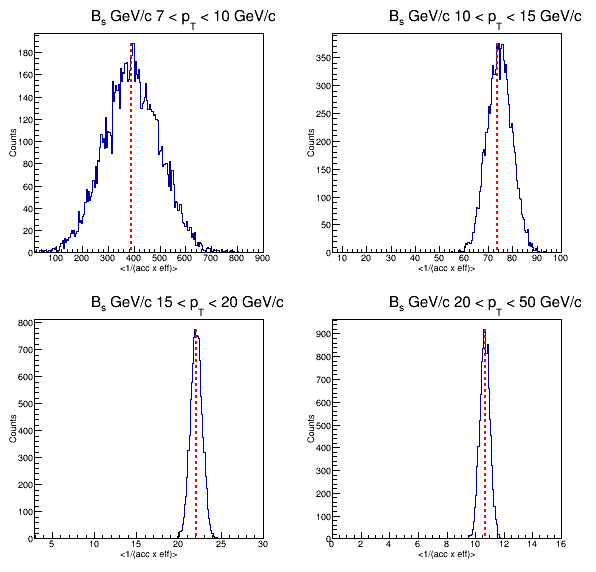 B_s GeV/c 7 < p_T < 10 GeV/c
Counts
180
160
140
120
100
80
60
40
20
0
100 200 300 400 500 600 700 800 900
<1/(acc x eff)>
B_s GeV/c 10 < p_T < 15 GeV/c
Counts
350
300
250
200
150
100
50
0
10 20 30 40 50 60 70 80 90 100
<1/(acc x eff)>
B_s GeV/c 15 < p_T < 20 GeV/c
Counts
800
700
600
500
400
300
200
100
0
5 10 15 20 25 30
<1/(acc x eff)>
B_s GeV/c 20 < p_T < 50 GeV/c
Counts
900
800
700
600
500
400
300
200
100
0
0 2 4 6 8 10 12 14 16
<1/(acc x eff)>